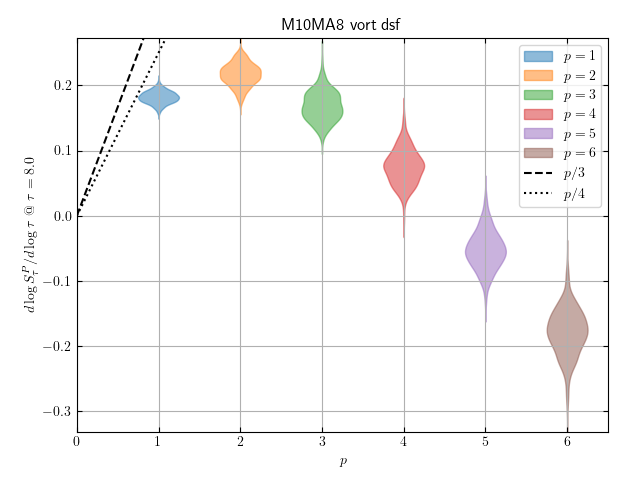 M10MA8 vort dsf
d log S_τ^P / d log τ @ τ = 8.0
0.2
0.1
0.0
−0.1
−0.2
−0.3
0 1 2 3 4 5 6
p
p = 1
p = 2
p = 3
p = 4
p = 5
p = 6
p/3
p/4